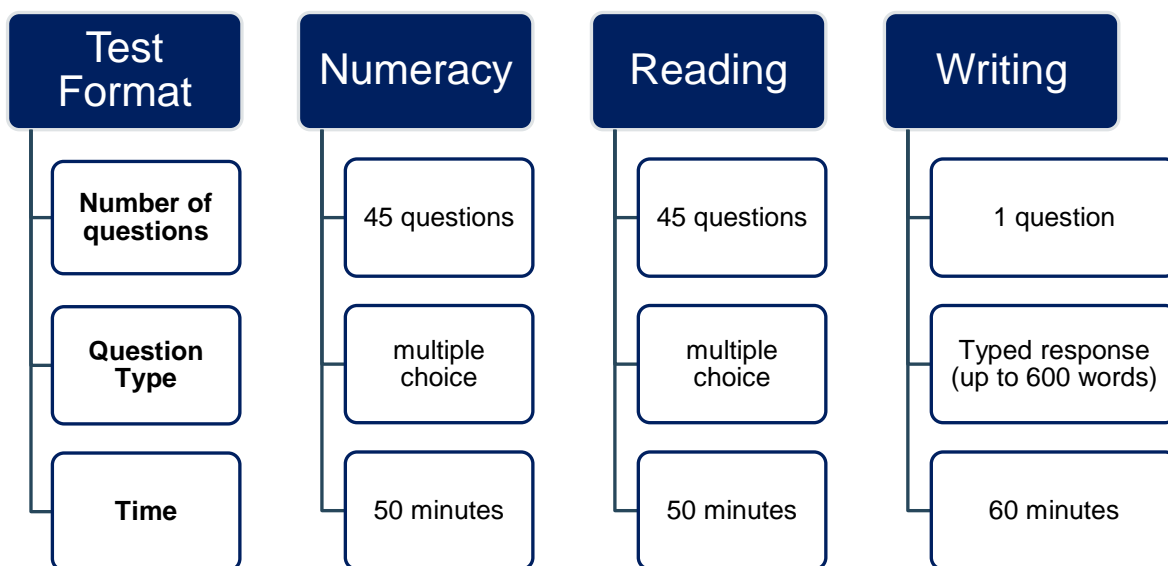 Test
Format
Number of
questions
Question
Type
Time
Numeracy
45 questions
multiple
choice
50 minutes
Reading
45 questions
multiple
choice
50 minutes
Writing
1 question
Typed response
(up to 600 words)
60 minutes